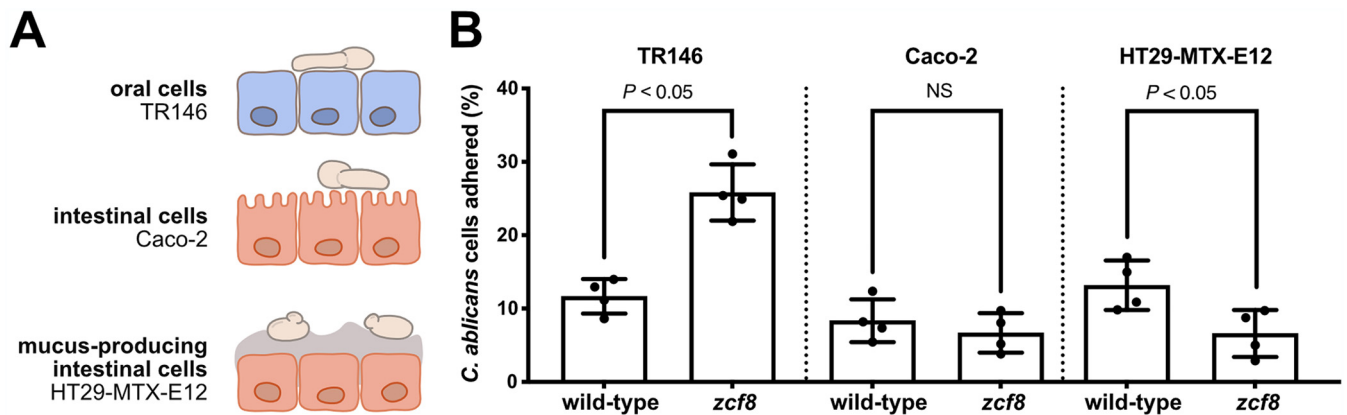 A
oral cells
TR146
intestinal cells
Caco-2
mucus-producing
intestinal cells
HT29-MTX-E12
B
TR146
Caco-2
HT29-MTX-E12
P < 0.05
NS
P < 0.05
C. ablicans cells adhered (%)
40
30
20
10
0
wild-type
zcf8
wild-type
zcf8
wild-type
zcf8